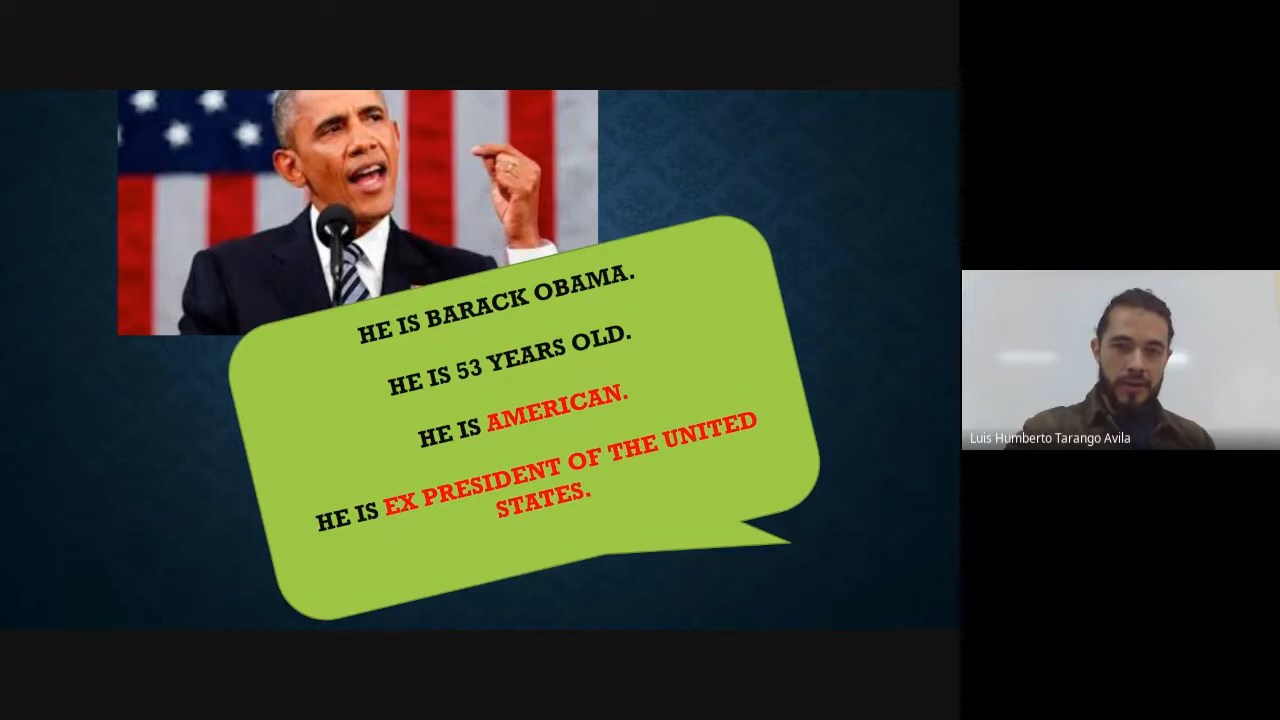 HE IS BARACK OBAMA.
HE IS 53 YEARS OLD.
HE IS AMERICAN.
HE IS EX PRESIDENT OF THE UNITED
STATES.
Luis Humberto Tarango Avila